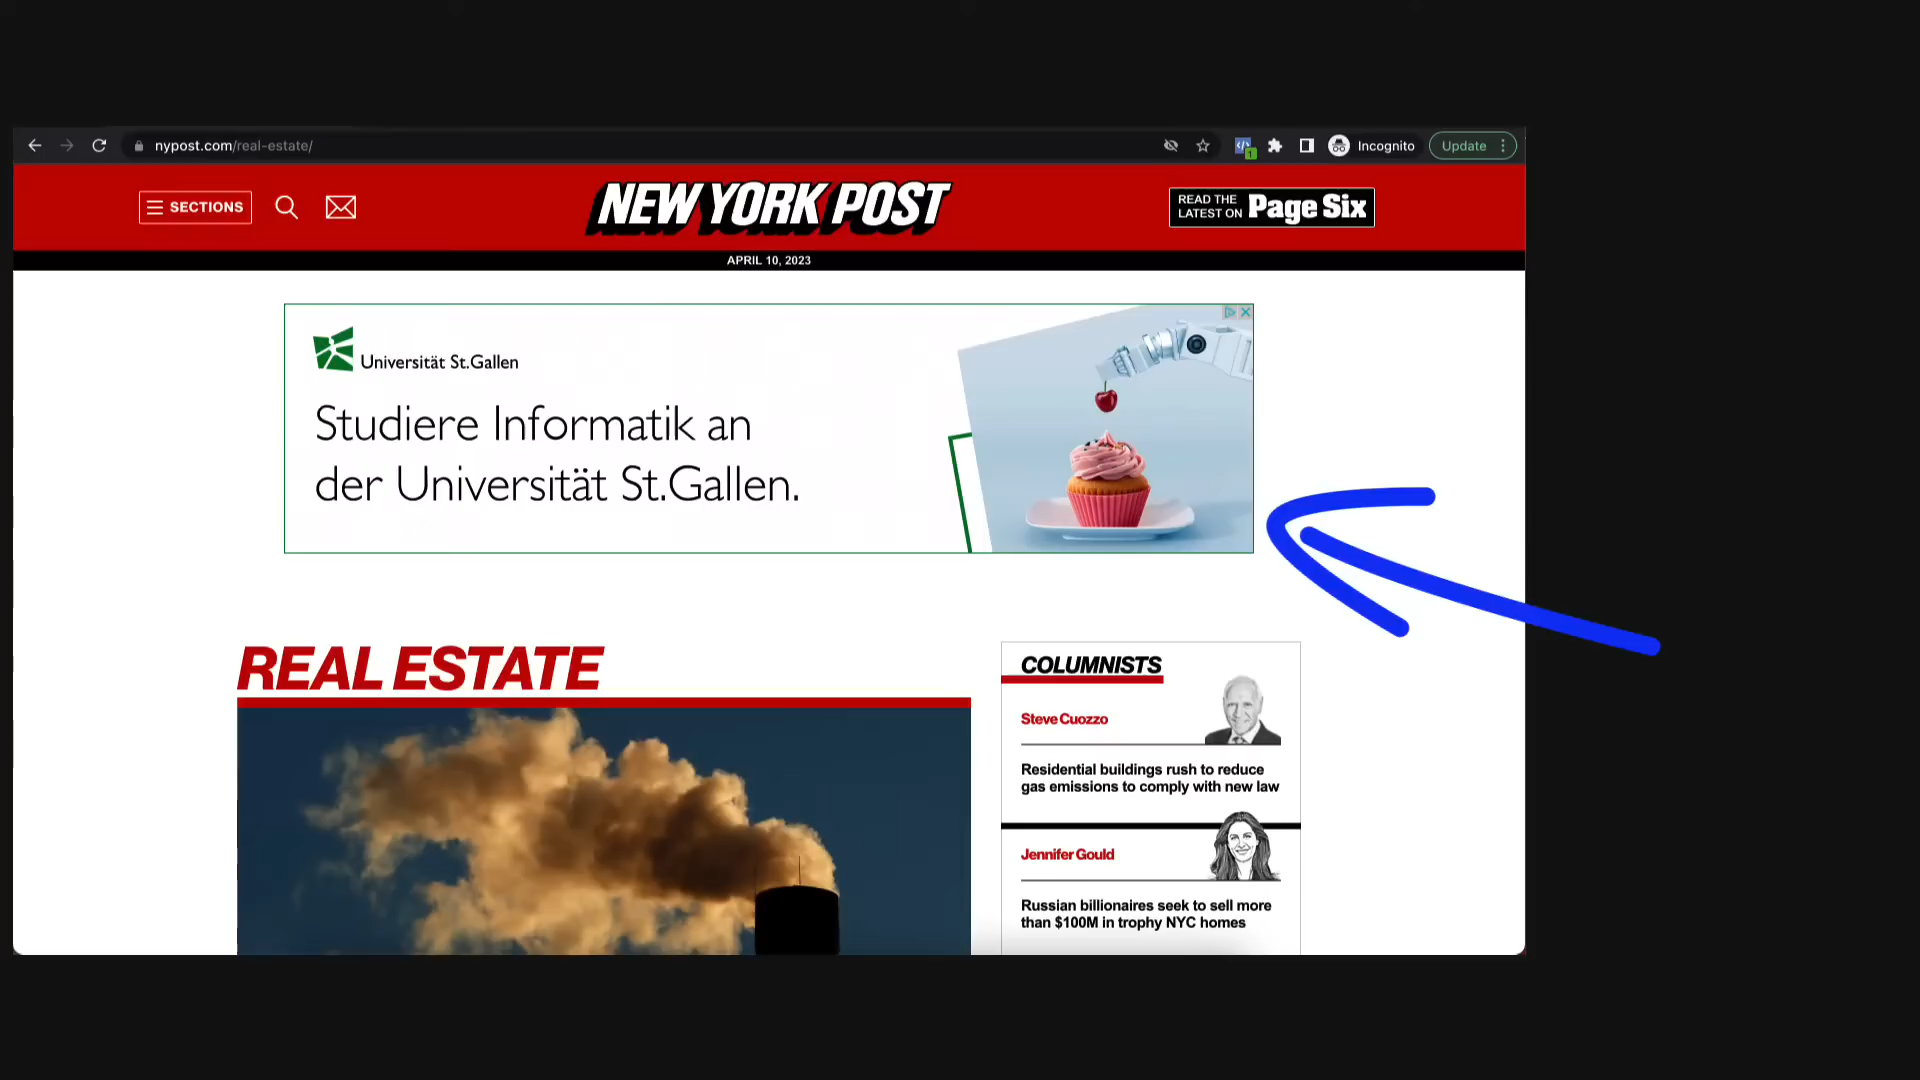 nypost.com/real-estate/
1
Incognito
Update
SECTIONS
NEW YORK POST
READ THE
LATEST ON
Page Six
APRIL 10, 2023
Universität St.Gallen
Studiere Informatik an
der Universität St.Gallen.
REAL ESTATE
COLUMNISTS
Steve Cuozzo
Residential buildings rush to reduce
gas emissions to comply with new law
Jennifer Gould
Russian billionaires seek to sell more
than $100M in trophy NYC homes